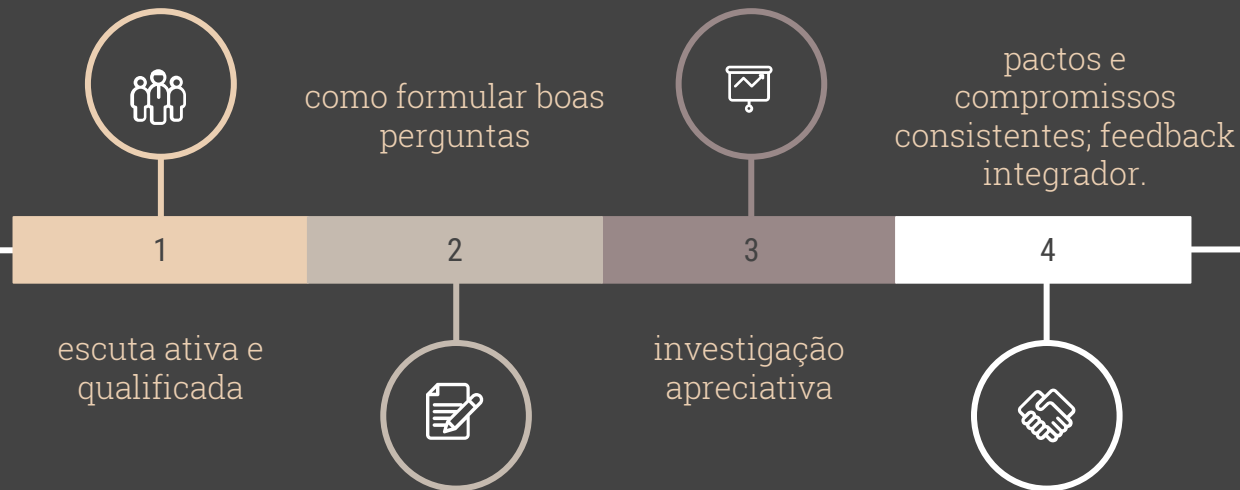 como formular boas
perguntas
pactos e
compromissos
consistentes; feedback
integrador.
1
2
3
4
escuta ativa e
qualificada
investigação
apreciativa